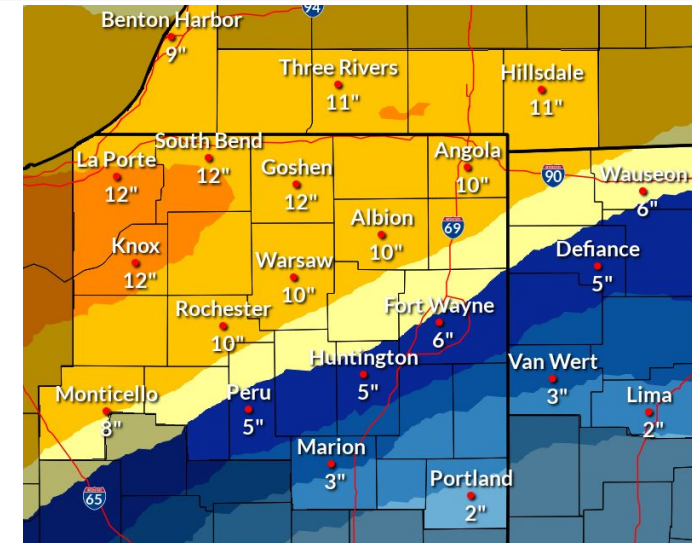 94
Benton Harbor
9"
Three Rivers
11"
Hillsdale
11"
La Porte
12"
South Bend
12"
Goshen
12"
Angola
10"
90
Wauseon
6"
Albion
10"
69
Knox
12"
Warsaw
10"
Defiance
5"
Rochester
10"
Fort Wayne
6"
Huntington
5"
Van Wert
3"
Monticello
8"
Peru
5"
Lima
2"
Marion
3"
Portland
2"
65